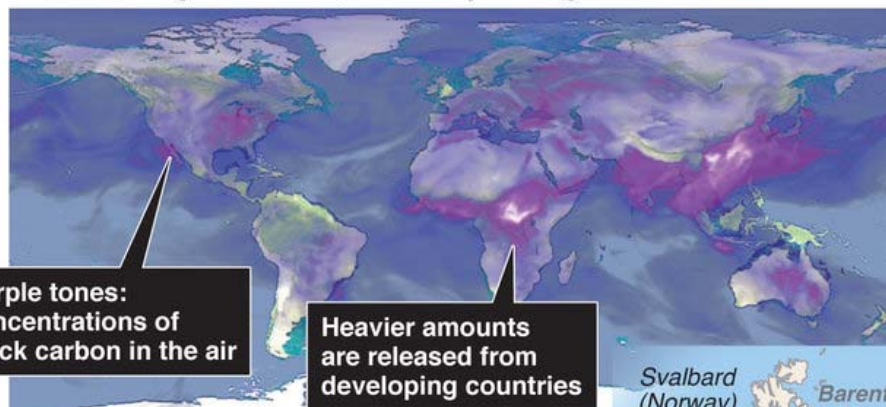 rple tones:
ncentrations of
ck carbon in the air
Heavier amounts
are released from
developing countries
Svalbard
(Norway)
Barent